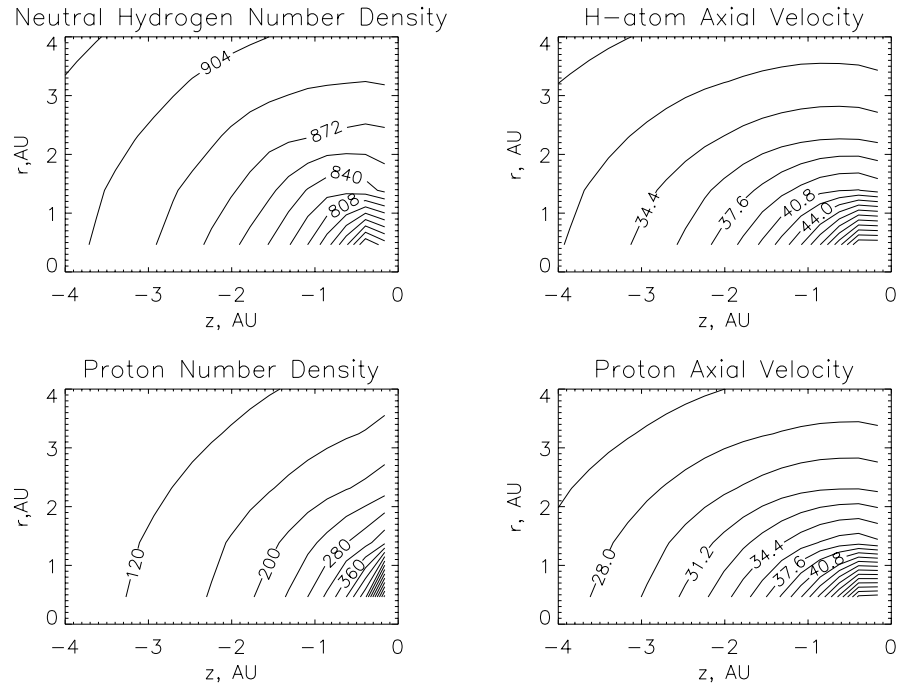 Neutral Hydrogen Number Density
4
3
2
1
0
r,AU
904
872
840
808
−4 −3 −2 −1 0
z, AU
H−atom Axial Velocity
4
3
2
1
0
r, AU
34.4
37.6
40.8
44.0
−4 −3 −2 −1 0
z, AU
Proton Number Density
4
3
2
1
0
r,AU
120
200
280
360
−4 −3 −2 −1 0
z, AU
Proton Axial Velocity
4
3
2
1
0
r, AU
28.0
31.2
34.4
37.6
40.8
−4 −3 −2 −1 0
z, AU